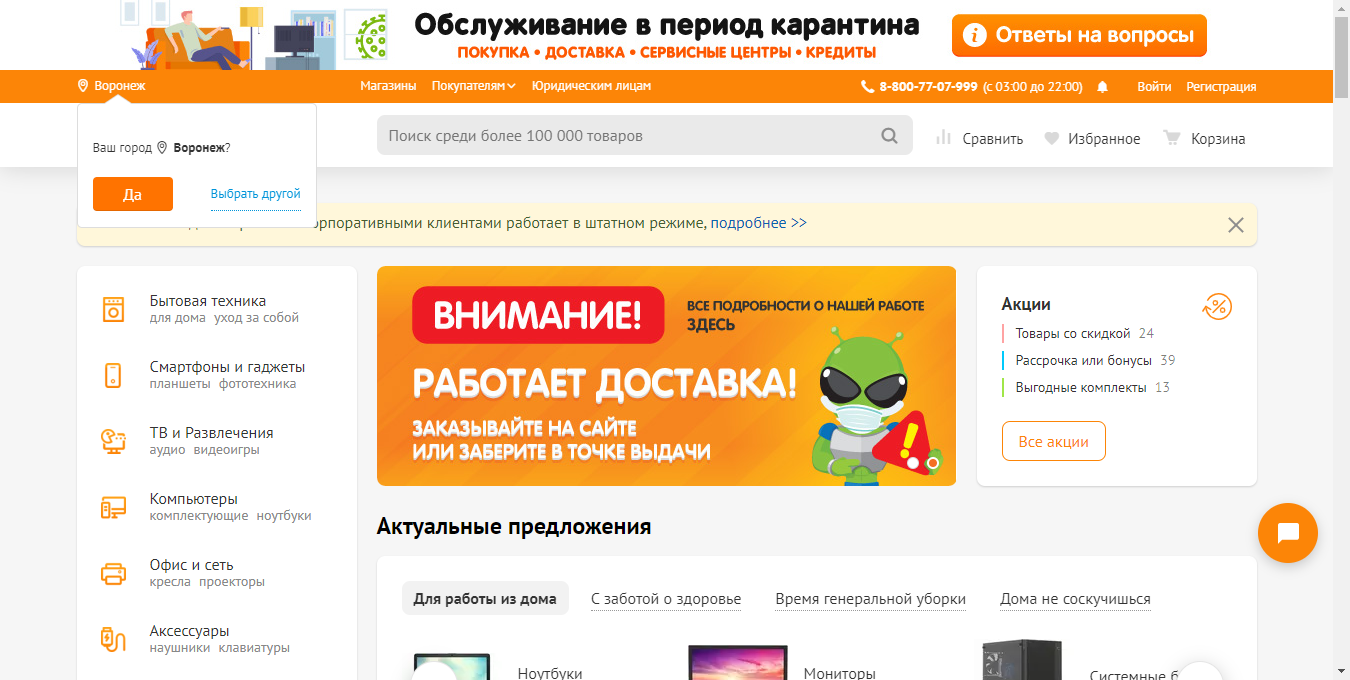 Обслуживание в период карантина
ПОКУПКА • ДОСТАВКА • СЕРВИСНЫЕ ЦЕНТРЫ • КРЕДИТЫ
Ответы на вопросы
Воронеж
Магазины Покупателям Юридическим лицам
8-800-77-07-999 (с 03:00 до 22:00)
Войти Регистрация
Ваш город Воронеж?
Да Выбрать другой
Поиск среди более 100 000 товаров
Сравнить Избранное Корзина
орпоративными клиентами работает в штатном режиме, подробнее >>
Бытовая техника
для дома уход за собой
Смартфоны и гаджеты
планшеты фототехника
ТВ и Развлечения
аудио видеоигры
Компьютеры
комплектующие ноутбуки
Офис и сеть
кресла проекторы
Аксессуары
наушники клавиатуры
ВНИМАНИЕ!
ВСЕ ПОДРОБНОСТИ О НАШЕЙ РАБОТЕ
ЗДЕСЬ
РАБОТАЕТ ДОСТАВКА!
ЗАКАЗЫВАЙТЕ НА САЙТЕ
ИЛИ ЗАБЕРИТЕ В ТОЧКЕ ВЫДАЧИ
Акции
Товары со скидкой 24
Рассрочка или бонусы 39
Выгодные комплекты 13
Все акции
Актуальные предложения
Для работы из дома С заботой о здоровье Время генеральной уборки Дома не соскучишься
Ноутбуки Мониторы Системные б